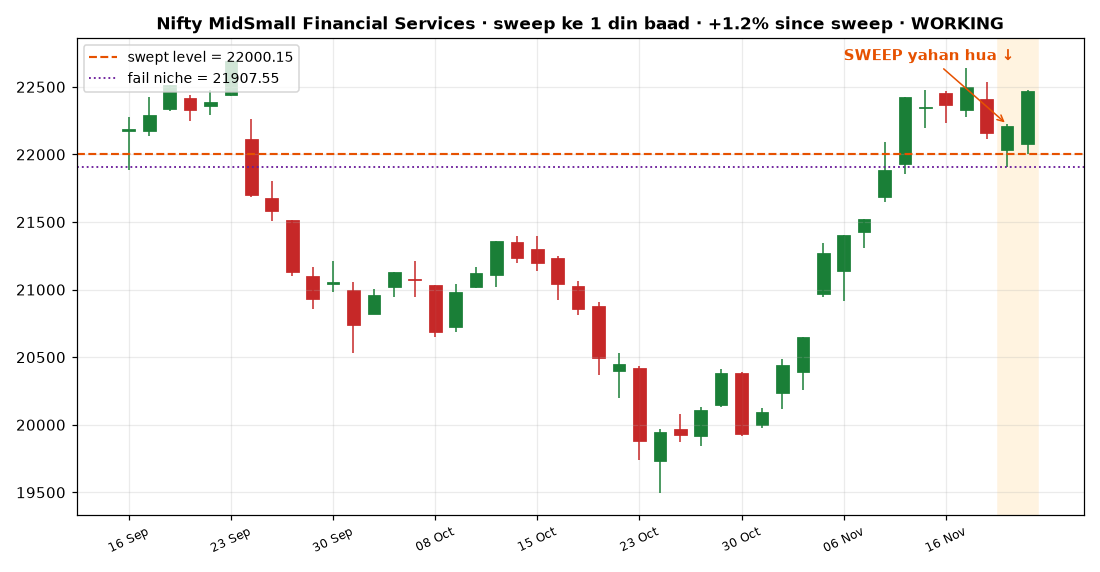 Nifty MidSmall Financial Services · sweep ke 1 din baad · +1.2% since sweep · WORKING
swept level = 22000.15
fail niche = 21907.55
SWEEP yahan hua ↓
22500
22000
21500
21000
20500
20000
19500
16 Sep
23 Sep
30 Sep
08 Oct
15 Oct
23 Oct
30 Oct
06 Nov
16 Nov